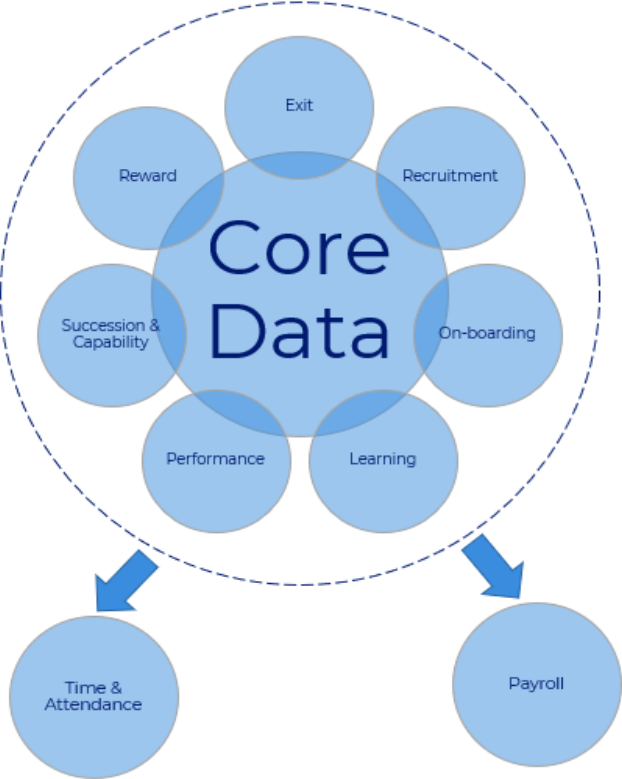 Exit
Reward
Recruitment
Core
Data
Succession &
Capability
On-boarding
Performance
Learning
Time &
Attendance
Payroll